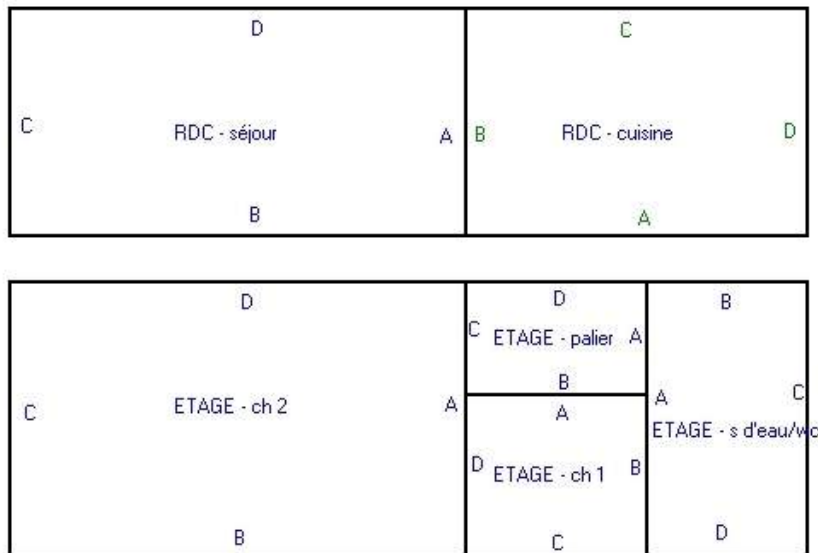 D
C
C
RDC - séjour
A
B
RDC - cuisine
D
B
A
D
D
B
C
ETAGE - palier
A
B
A
C
ETAGE - ch 2
A
C
A
ETAGE - s d'eau/wc
D
ETAGE - ch 1
B
B
C
D